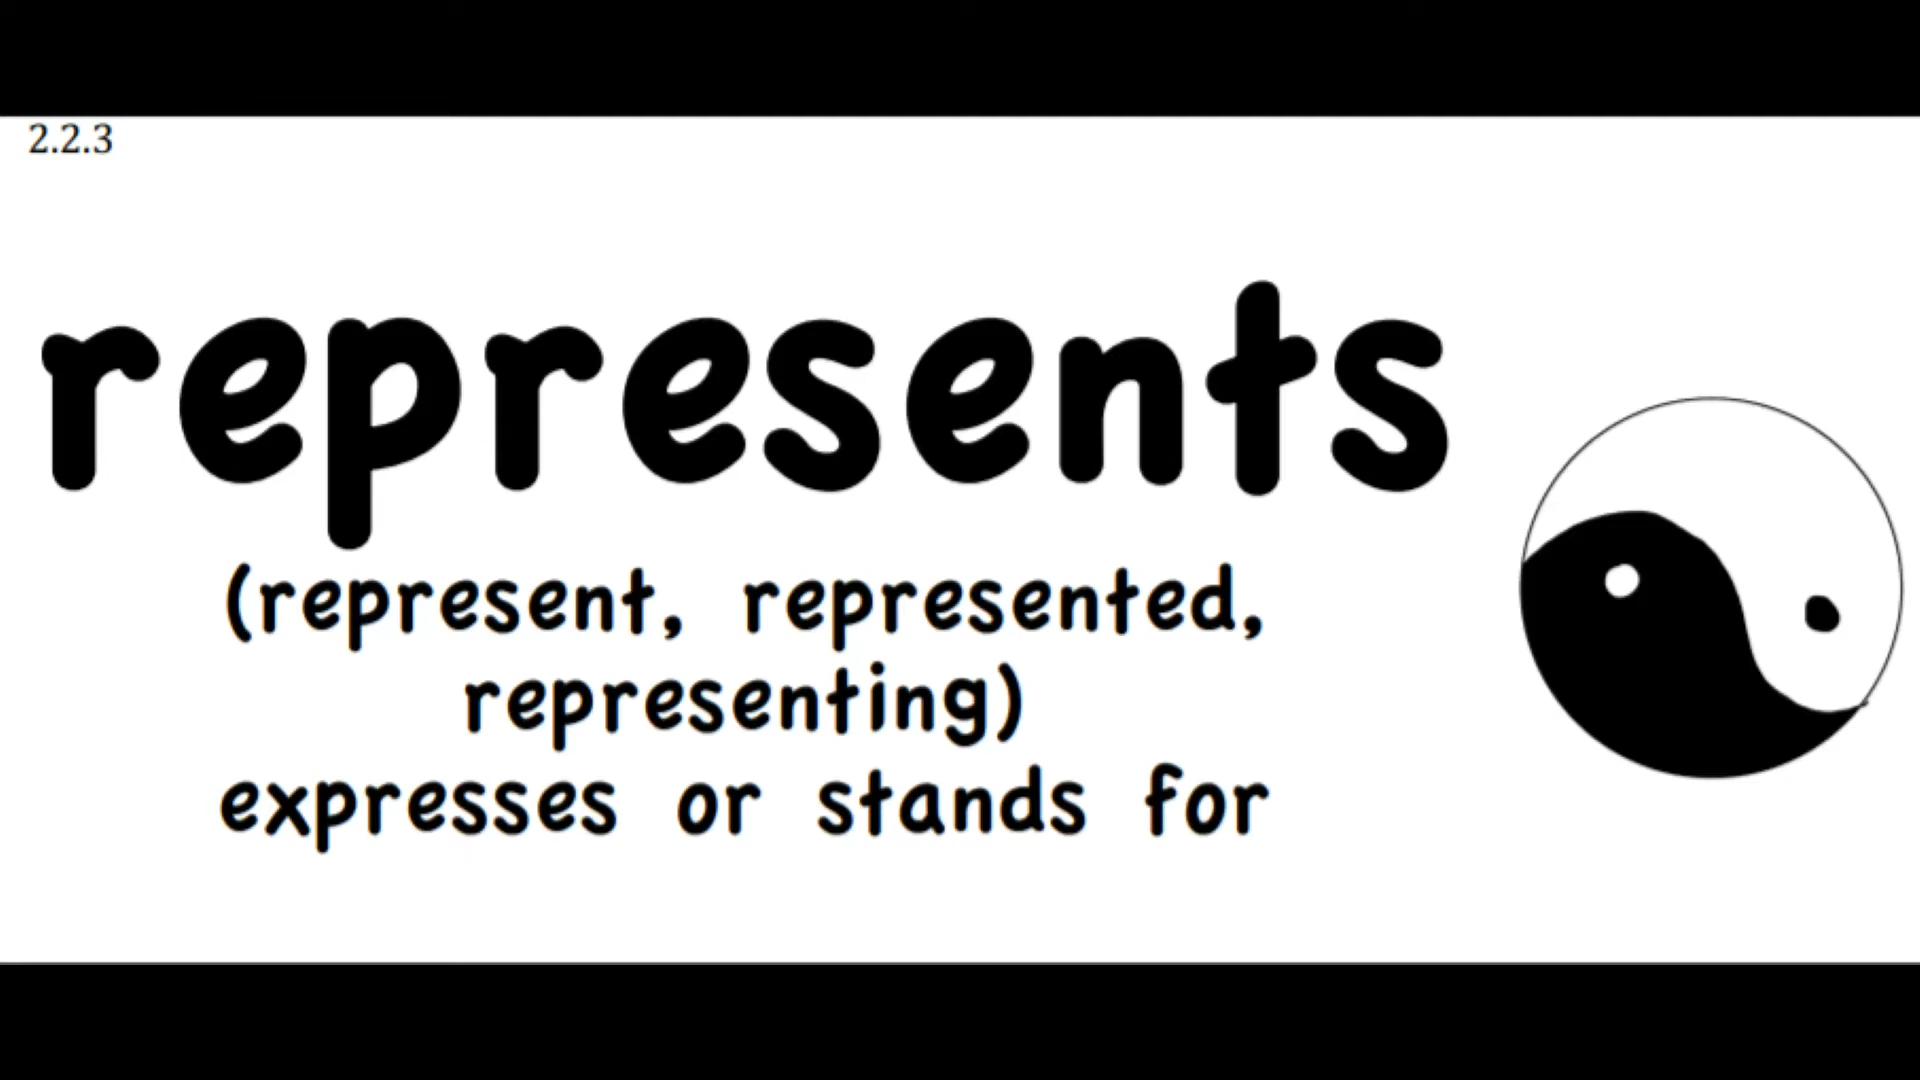 2.2.3
represents
(represent, represented,
representing)
expresses or stands for